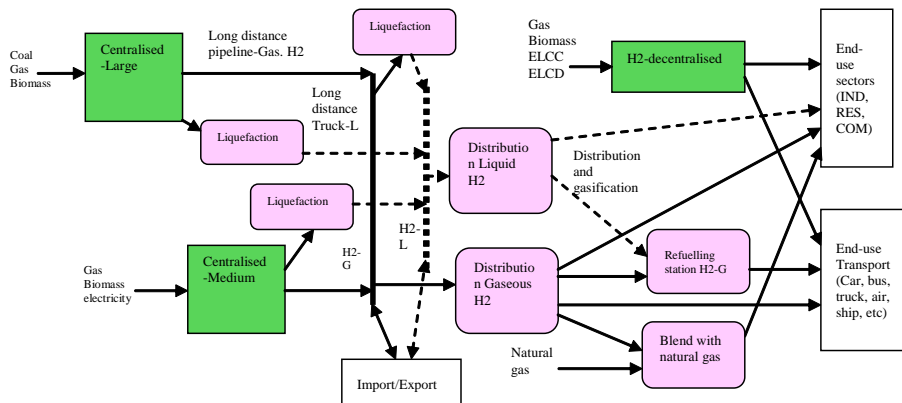 Coal
Gas
Biomass
Centralised
-Large
Long distance
pipeline-Gas. H2
Liquefaction
Gas
Biomass
ELCC
ELCD
H2-decentralised
End-
use
sectors
(IND,
RES,
COM)
Long
distance
Truck-L
Liquefaction
Distributio
n Liquid
H2
Distribution
and
gasification
Liquefaction
H2-
G
H2-
L
Gas
Biomass
electricity
Centralised
-Medium
Distributio
n Gaseous
H2
Refuelling
station H2-G
End-use
Transport
(Car, bus,
truck, air,
ship, etc)
Natural
gas
Blend with
natural gas
Import/Export